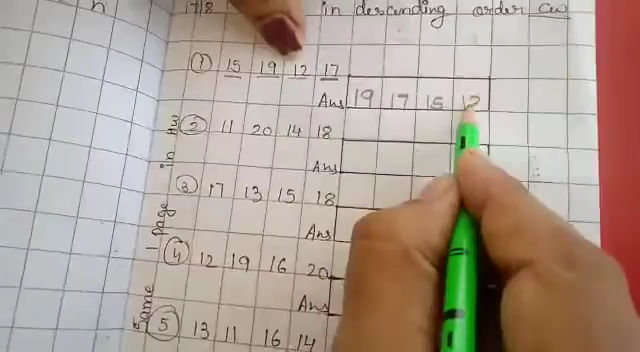 17/8 in descending order cw
① 15 19 12 17
Ans 19 17 15 12
② 11 20 14 18
Ans
③ 17 13 15 18
Ans
④ 12 19 16 20
Ans
⑤ 13 11 16 14
Same 1 page in Hw